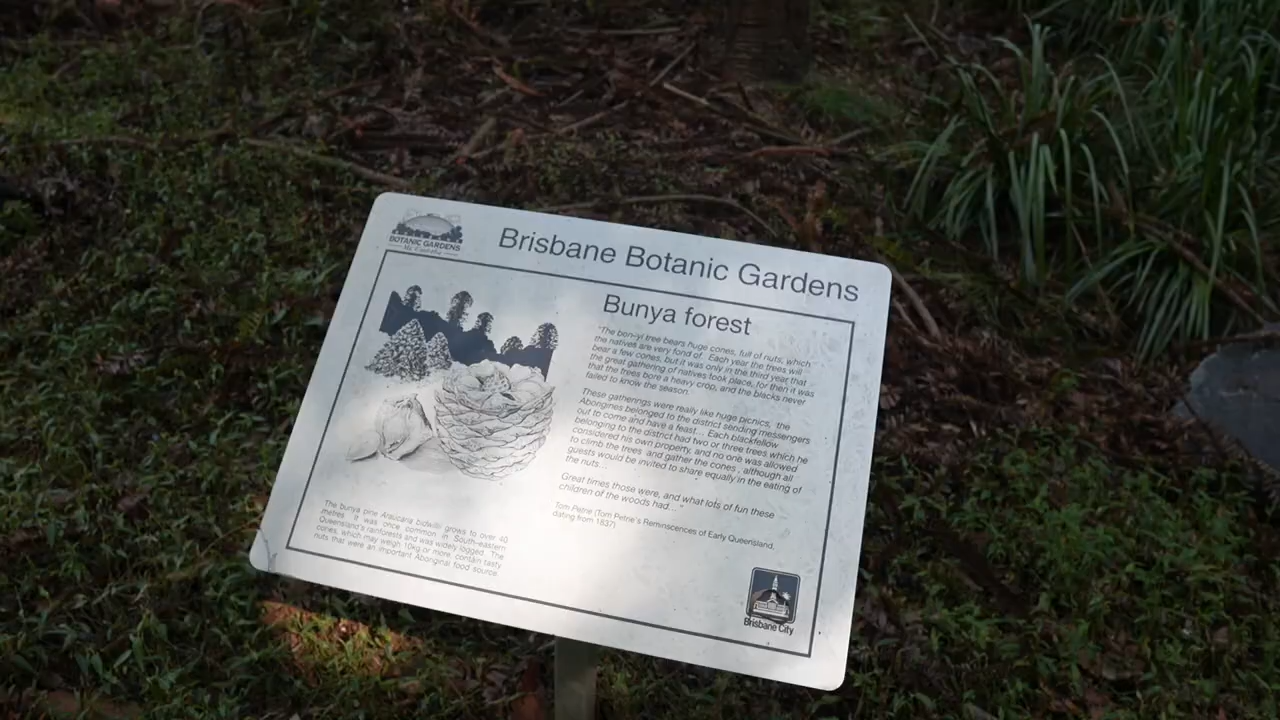 BOTANIC GARDENS
Mt. Coot-tha
Brisbane Botanic Gardens
Bunya forest
"The bon-yi tree bears huge cones, full of nuts, which
the natives are very fond of. Each year the trees will
bear a few cones, but it was only in the third year that
the great gathering of natives took place, for then it was
that the trees bore a heavy crop, and the blacks never
failed to know the season.
These gatherings were really like huge picnics, the
Aborigines belonged to the district sending messengers
out to come and have a feast... Each blackfellow
belonging to the district had two or three trees which he
considered his own property, and no one was allowed
to climb the trees and gather the cones, although all
guests would be invited to share equally in the eating of
the nuts...
Great times those were, and what lots of fun these
children of the woods had..."
Tom Petrie (Tom Petrie's Reminscences of Early Queensland,
dating from 1837)
The bunya pine Araucaria bidwillii grows to over 40
metres. It was once common in South-eastern
Queensland's rainforests and was widely logged. The
cones, which may weigh 10kg or more, contain tasty
nuts that were an important Aboriginal food source.
Brisbane City